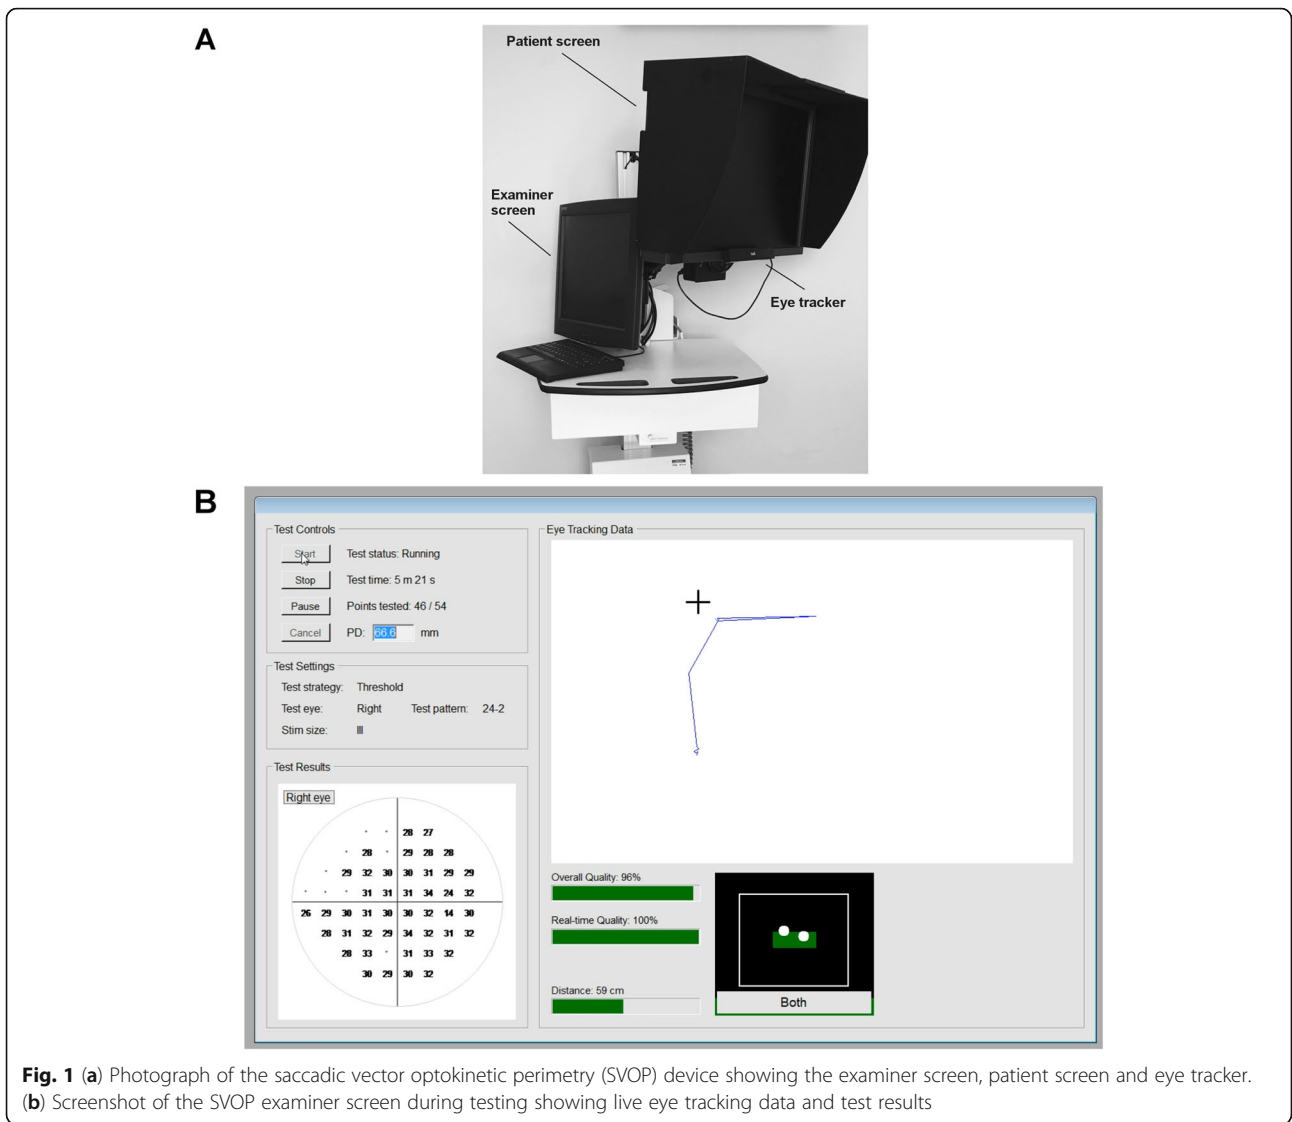 A
Patient screen
Examiner
screen
Eye tracker
B
Test Controls
Start
Test status: Running
Stop
Test time: 5 m 21 s
Pause
Points tested: 46 / 54
Cancel
PD: 66.6 mm
Test Settings
Test strategy: Threshold
Test eye: Right Test pattern: 24-2
Stim size: III
Test Results
Right eye
28 27
28 29 28 28
29 32 30 30 31 29 29
31 31 31 34 24 32
26 29 30 31 30 30 32 14 30
28 31 32 29 34 32 31 32
28 33 31 33 32
30 29 30 32
Eye Tracking Data
Overall Quality: 96%
Real-time Quality: 100%
Distance: 59 cm
Both
Fig. 1 (a) Photograph of the saccadic vector optokinetic perimetry (SVOP) device showing the examiner screen, patient screen and eye tracker.
(b) Screenshot of the SVOP examiner screen during testing showing live eye tracking data and test results